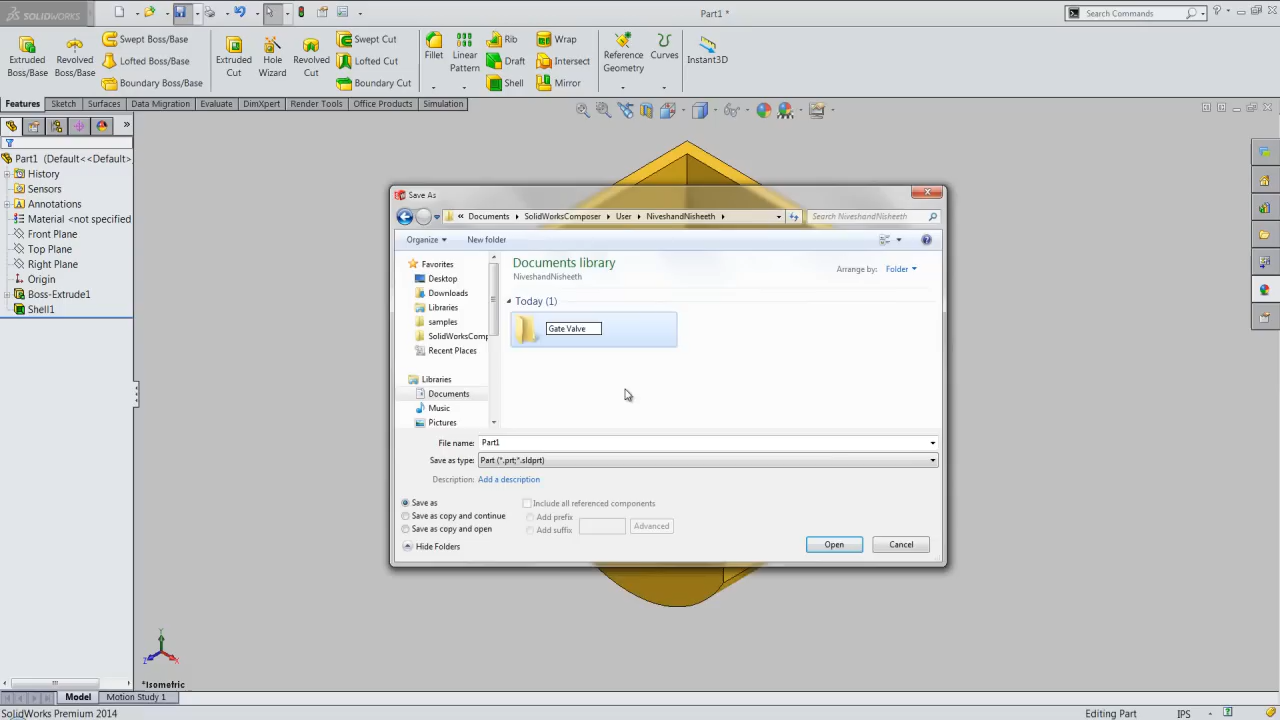 SOLIDWORKS
Part1 *
Search Commands
Extruded Boss/Base
Revolved Boss/Base
Swept Boss/Base
Lofted Boss/Base
Boundary Boss/Base
Extruded Cut
Hole Wizard
Revolved Cut
Swept Cut
Lofted Cut
Boundary Cut
Fillet
Linear Pattern
Rib
Draft
Shell
Wrap
Intersect
Mirror
Reference Geometry
Curves
Instant3D
Features
Sketch
Surfaces
Data Migration
Evaluate
DimXpert
Render Tools
Office Products
Simulation
Part1 (Default<<Default>
History
Sensors
Annotations
Material <not specified
Front Plane
Top Plane
Right Plane
Origin
Boss-Extrude1
Shell1
Save As
Documents
SolidWorksComposer
User
NiveshandNisheeth
Search NiveshandNisheeth
Organize
New folder
Favorites
Desktop
Downloads
Libraries
samples
SolidWorksComp
Recent Places
Libraries
Documents
Music
Pictures
Documents library
NiveshandNisheeth
Arrange by: Folder
Today (1)
Gate Valve
File name: Part1
Save as type: Part (*.prt;*.sldprt)
Description: Add a description
Save as
Save as copy and continue
Save as copy and open
Include all referenced components
Add prefix
Add suffix
Advanced
Hide Folders
Open
Cancel
Y
Z
X
*Isometric
Model
Motion Study 1
SolidWorks Premium 2014
Editing Part
IPS